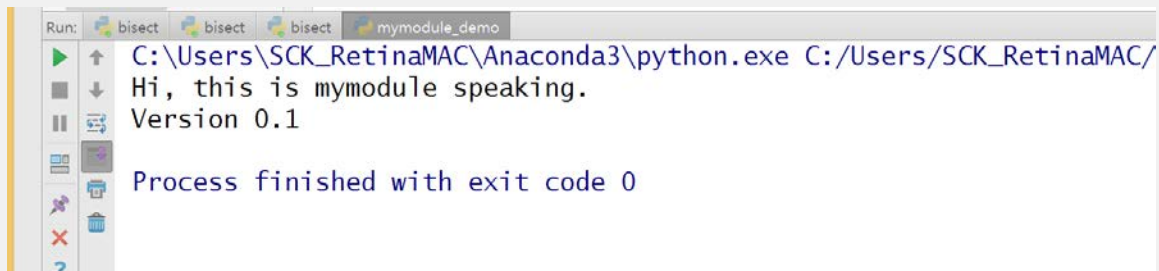 Run: bisect bisect bisect mymodule_demo
C:\Users\SCK_RetinaMAC\Anaconda3\python.exe C:/Users/SCK_RetinaMAC/
Hi, this is mymodule speaking.
Version 0.1
Process finished with exit code 0
?